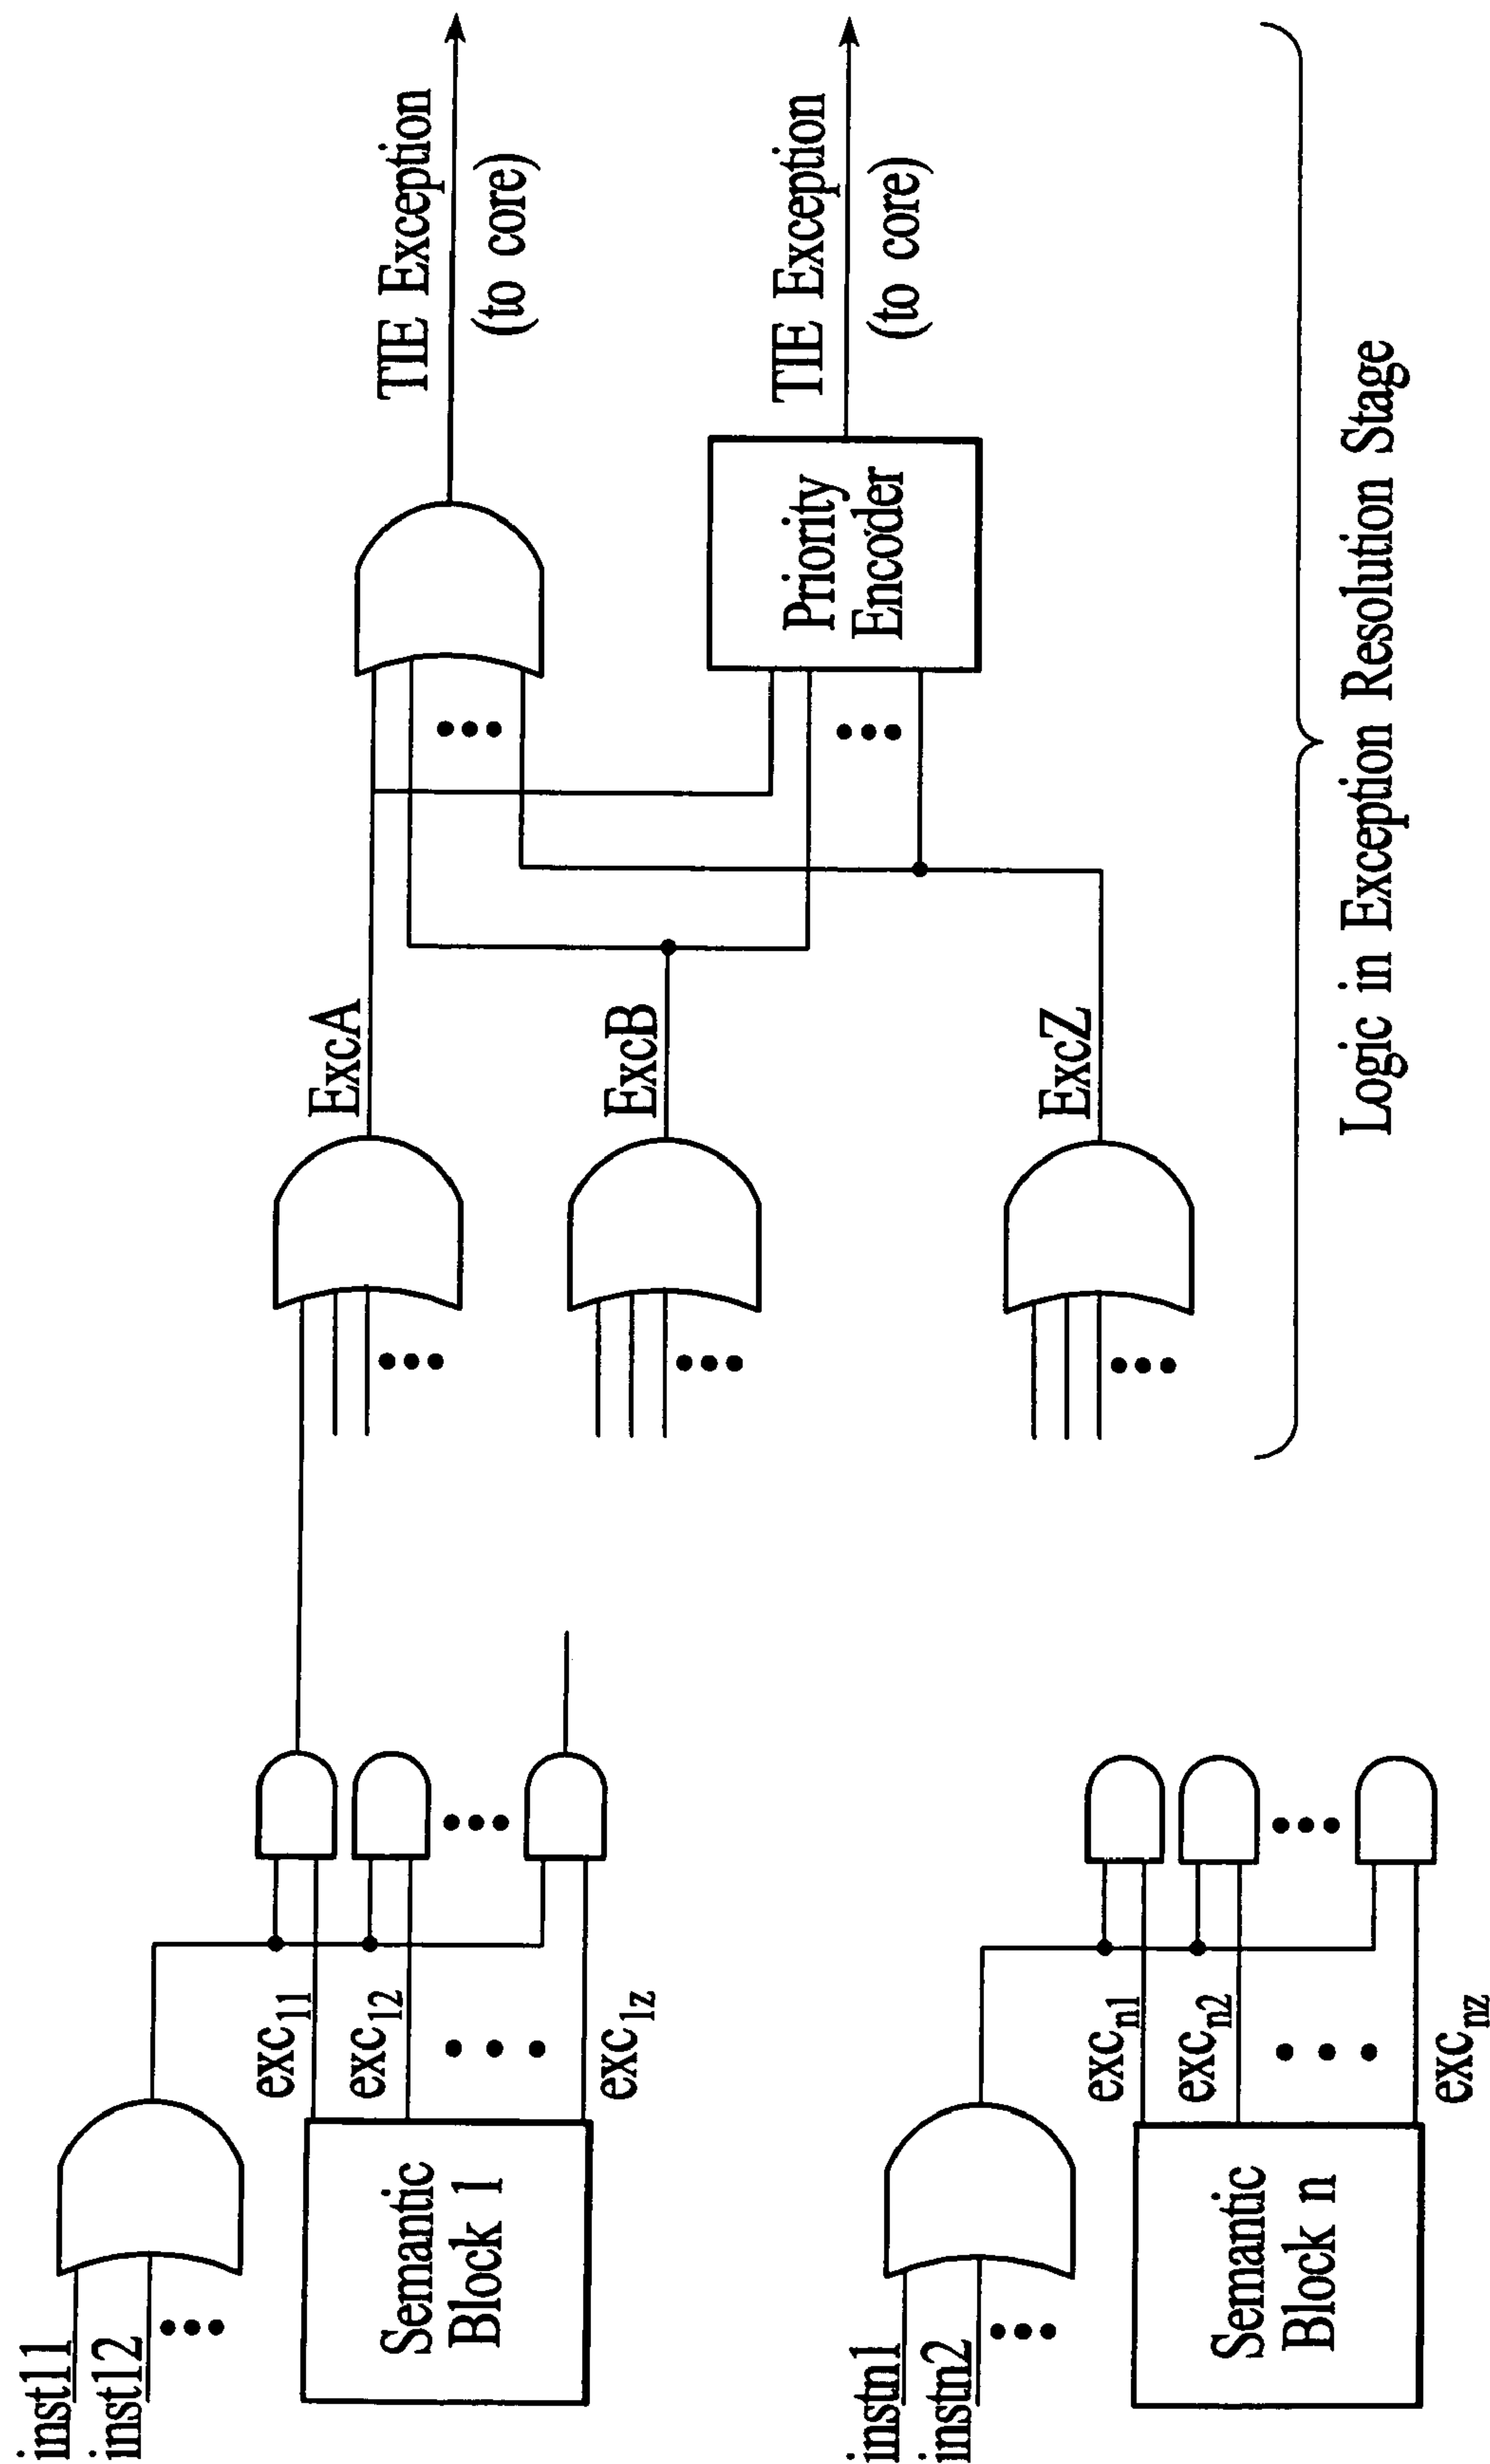 inst11
inst12
Semantic
Block 1
exc11
exc12
exc1z
instn1
instn2
Semantic
Block n
excn1
excn2
excnz
ExcA
ExcB
ExcZ
Priority
Encoder
TIE Exception
(to core)
TIE Exception
(to core)
Logic in Exception Resolution Stage